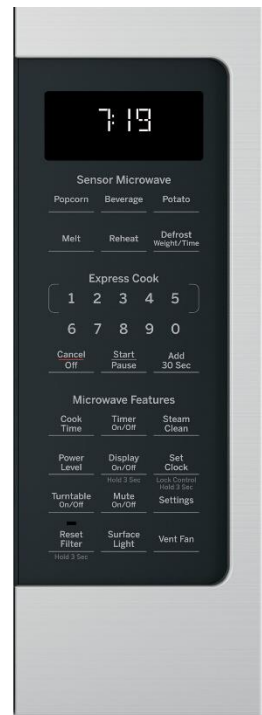 7:19
Sensor Microwave
Popcorn Beverage Potato
Melt Reheat Defrost
Weight/Time
Express Cook
1 2 3 4 5
6 7 8 9 0
Cancel Start Add
Off Pause 30 Sec
Microwave Features
Cook Timer Steam
Time On/Off Clean
Power Display Set
Level On/Off Clock
Hold 3 Sec Lock Control
Hold 3 Sec
Turntable Mute Settings
On/Off On/Off
Reset Surface Vent Fan
Filter Light
Hold 3 Sec